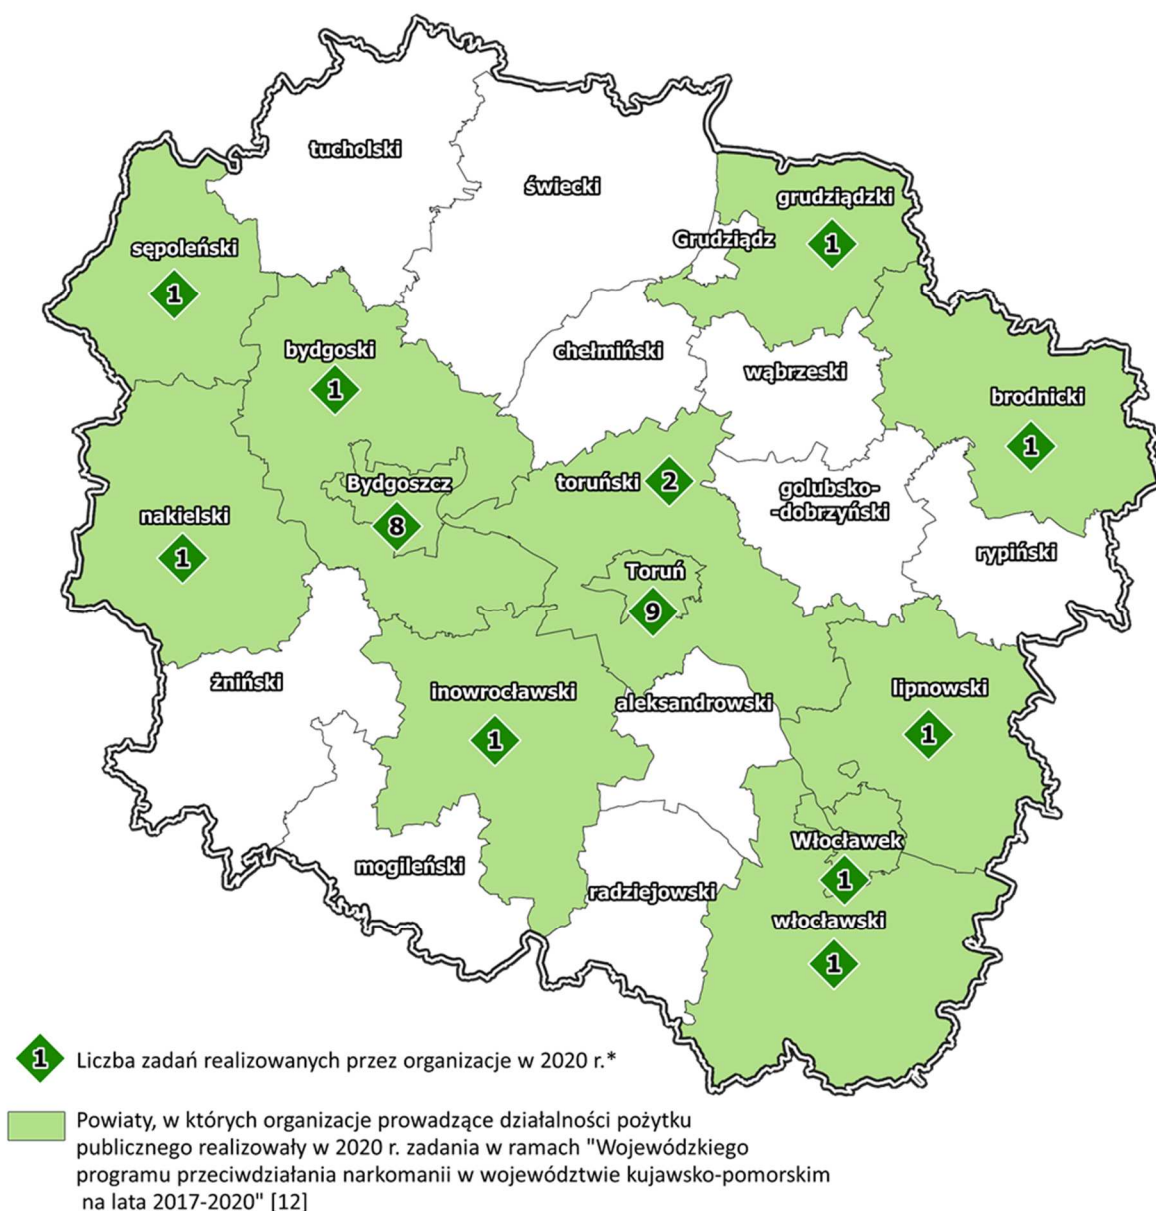 tucholski
świecki
grudziądzki
Grudziądz
1
sępoleński
1
bydgoski
1
chełmiński
wąbrzeski
brodnicki
1
Bydgoszcz
8
toruński 2
golubsko-
-dobrzyński
nakielski
1
rypiński
Toruń
9
żniński
inowrocławski
1
aleksandrowski
lipnowski
1
Włocławek
1
mogileński
radziejowski
włocławski
1
1 Liczba zadań realizowanych przez organizacje w 2020 r.*
Powiaty, w których organizacje prowadzące działalności pożytku
publicznego realizowały w 2020 r. zadania w ramach "Wojewódzkiego
programu przeciwdziałania narkomanii w województwie kujawsko-pomorskim
na lata 2017-2020" [12]